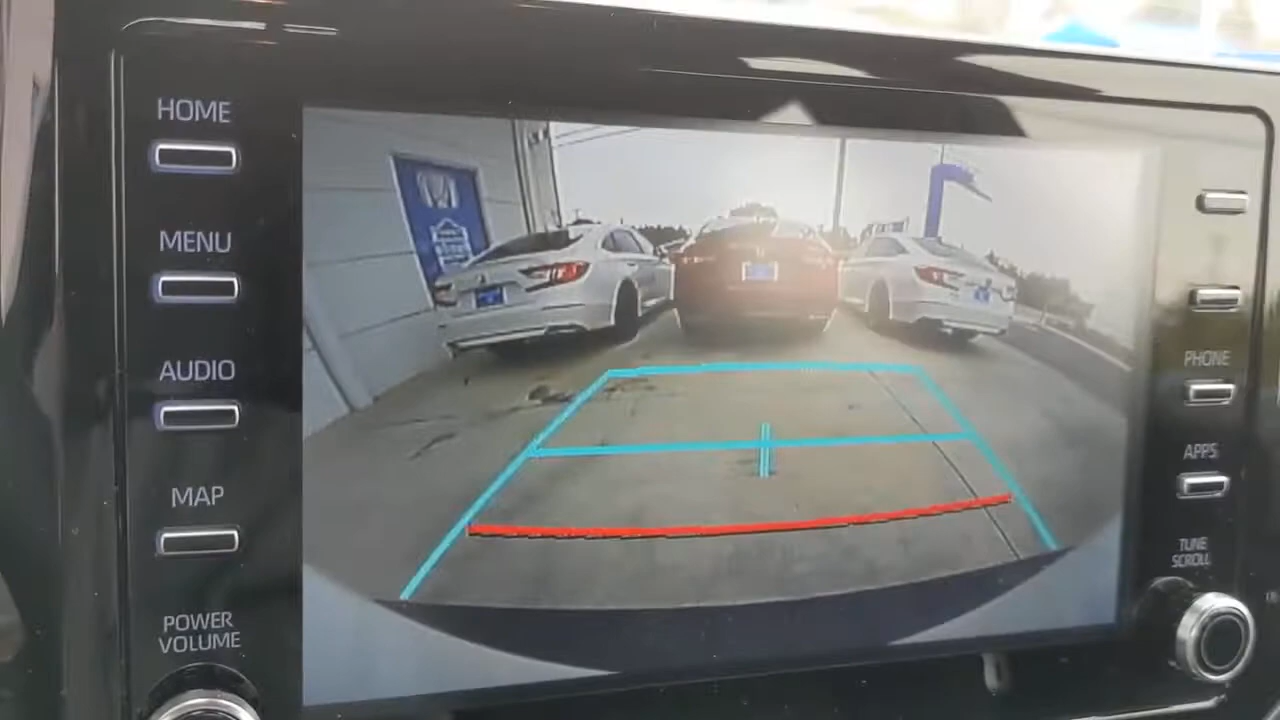 HOME
MENU
AUDIO
MAP
POWER
VOLUME
PHONE
APPS
TUNE
SCROLL